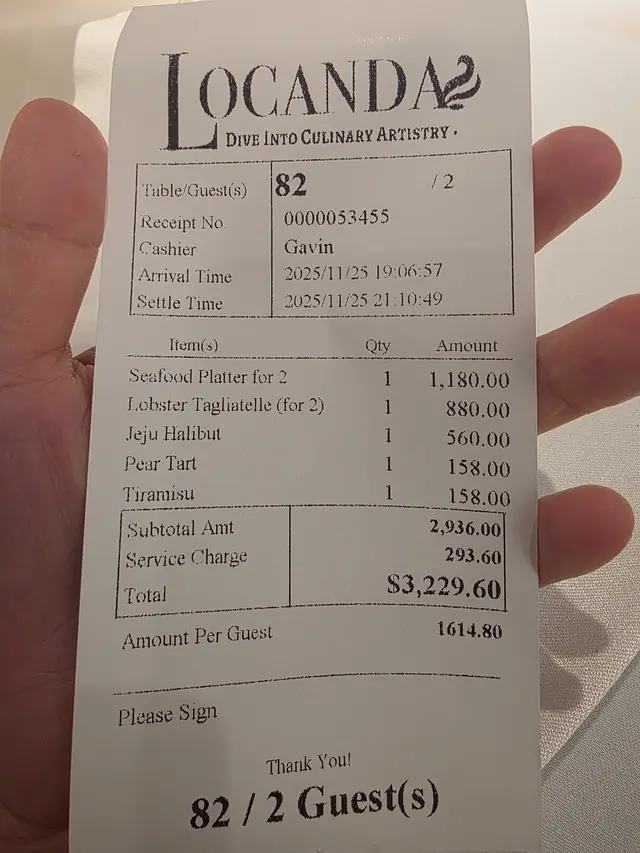 LOCANDA
DIVE INTO CULINARY ARTISTRY.
Table/Guest(s) 82 / 2
Receipt No 0000053455
Cashier Gavin
Arrival Time 2025/11/25 19:06:57
Settle Time 2025/11/25 21:10:49
Item(s) Qty Amount
Seafood Platter for 2 1 1,180.00
Lobster Tagliatelle (for 2) 1 880.00
Jeju Halibut 1 560.00
Pear Tart 1 158.00
Tiramisu 1 158.00
Subtotal Amt 2,936.00
Service Charge 293.60
Total $3,229.60
Amount Per Guest 1614.80
Please Sign
Thank You!
82 / 2 Guest(s)